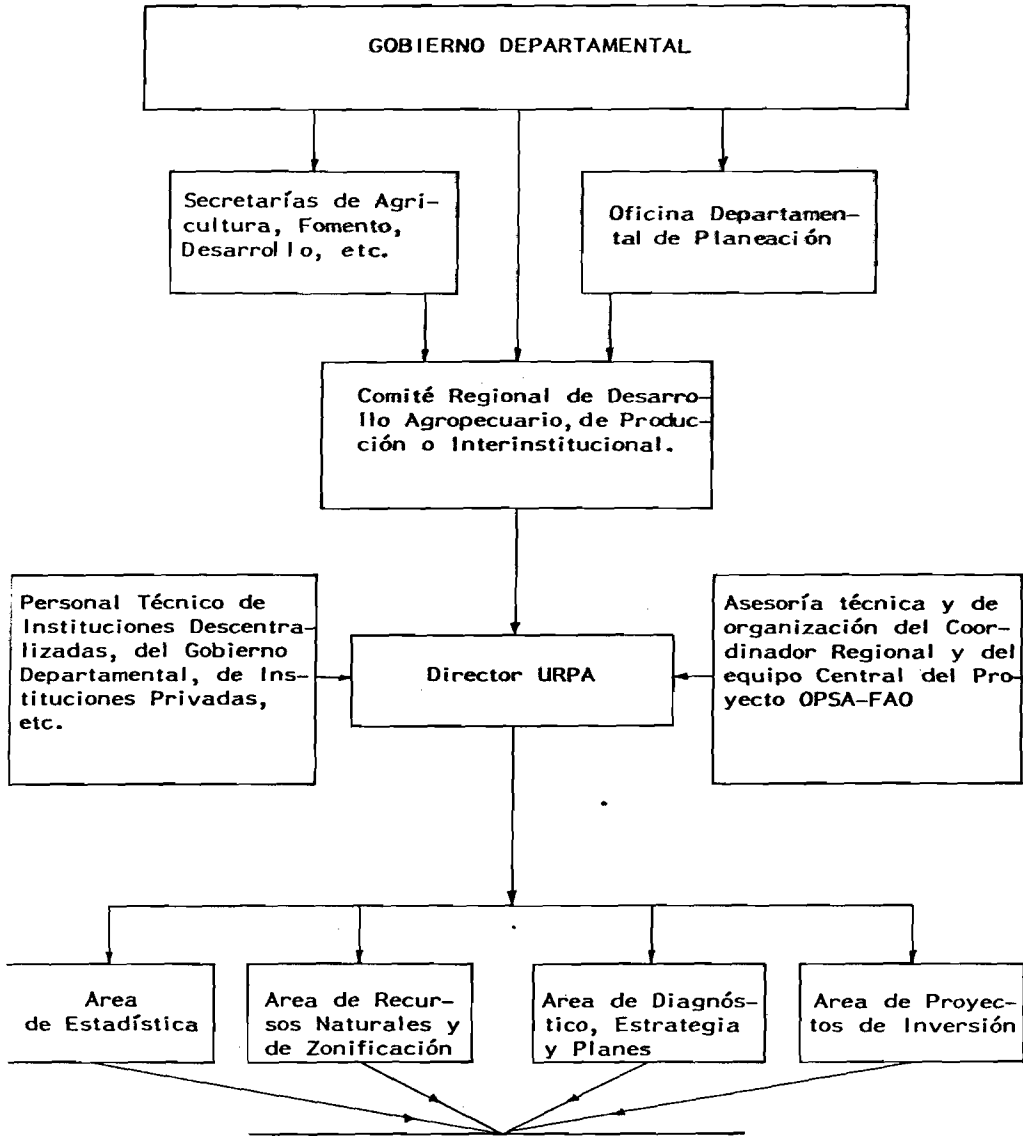 GOBIERNO DEPARTAMENTAL
Secretarías de Agri-
cultura, Fomento,
Desarrollo, etc.
Oficina Departamen-
tal de Planeación
Comité Regional de Desarro-
llo Agropecuario, de Produc-
ción o Interinstitucional.
Personal Técnico de
Instituciones Descentra-
lizadas, del Gobierno
Departamental, de Ins-
tituciones Privadas,
etc.
Director URPA
Asesoría técnica y de
organización del Coor-
dinador Regional y del
equipo Central del Pro-
yecto OPSA-FAO
Area
de Estadística
Area de Recur-
sos Naturales y
de Zonificación
Area de Diagnós-
tico, Estrategia
y Planes
Area de Proyec-
tos de Inversión